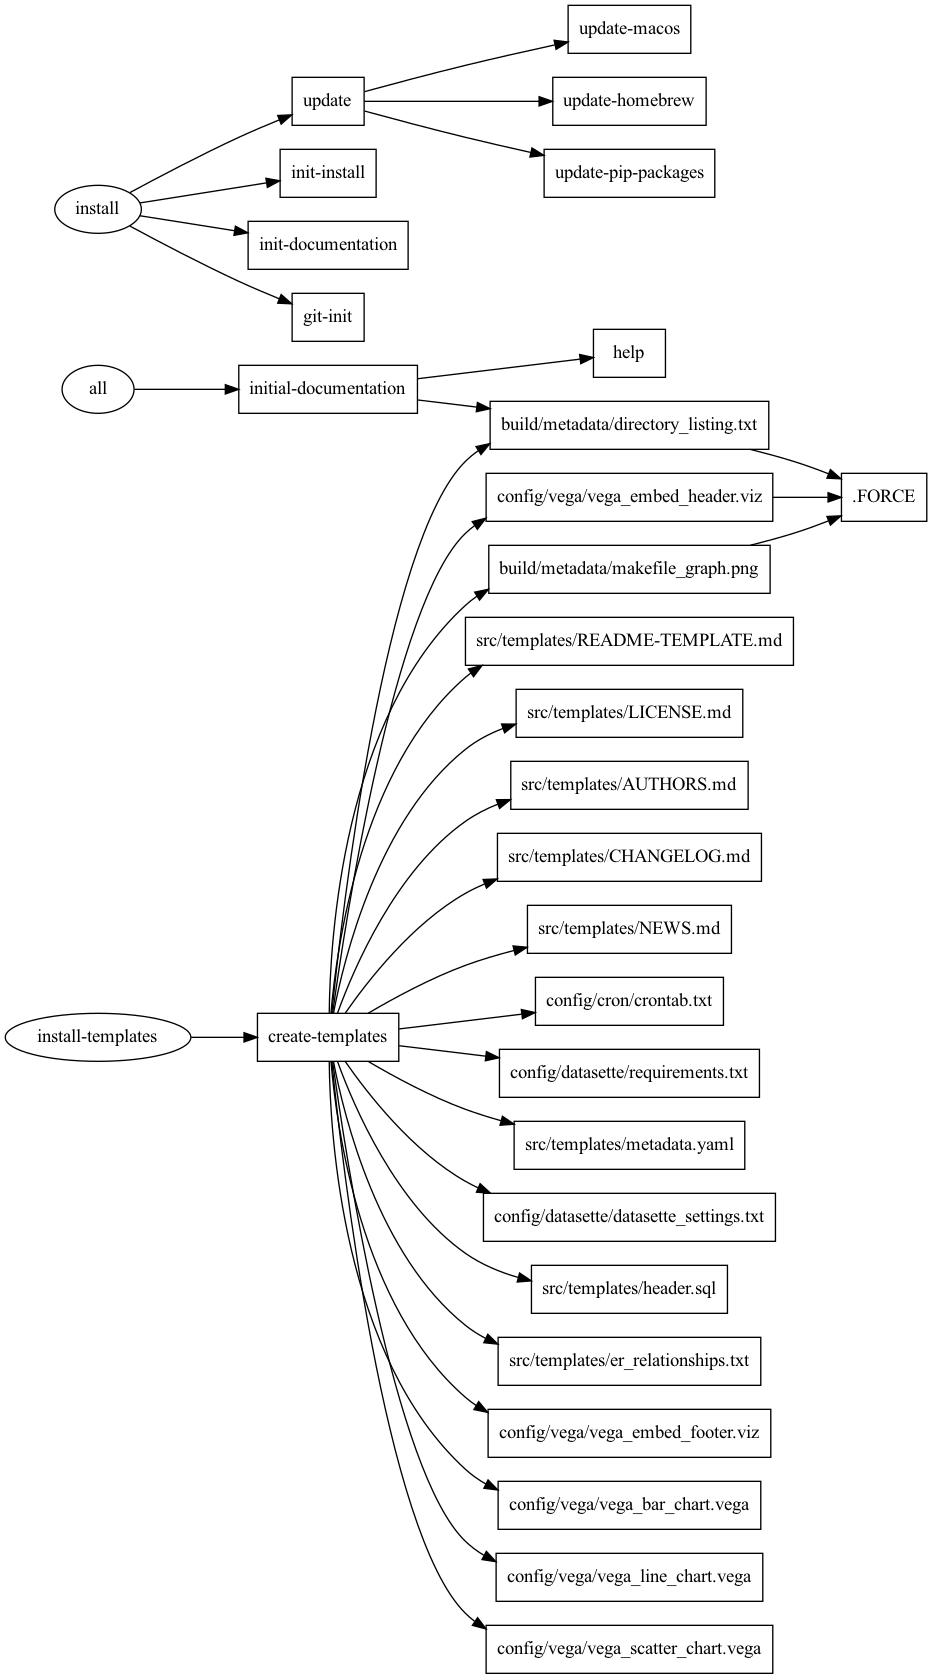 update-macos
update
update-homebrew
init-install
update-pip-packages
install
init-documentation
git-init
help
all
initial-documentation
build/metadata/directory_listing.txt
config/vega/vega_embed_header.viz
.FORCE
build/metadata/makefile_graph.png
src/templates/README-TEMPLATE.md
src/templates/LICENSE.md
src/templates/AUTHORS.md
src/templates/CHANGELOG.md
src/templates/NEWS.md
config/cron/crontab.txt
install-templates
create-templates
config/datasette/requirements.txt
src/templates/metadata.yaml
config/datasette/datasette_settings.txt
src/templates/header.sql
src/templates/er_relationships.txt
config/vega/vega_embed_footer.viz
config/vega/vega_bar_chart.vega
config/vega/vega_line_chart.vega
config/vega/vega_scatter_chart.vega